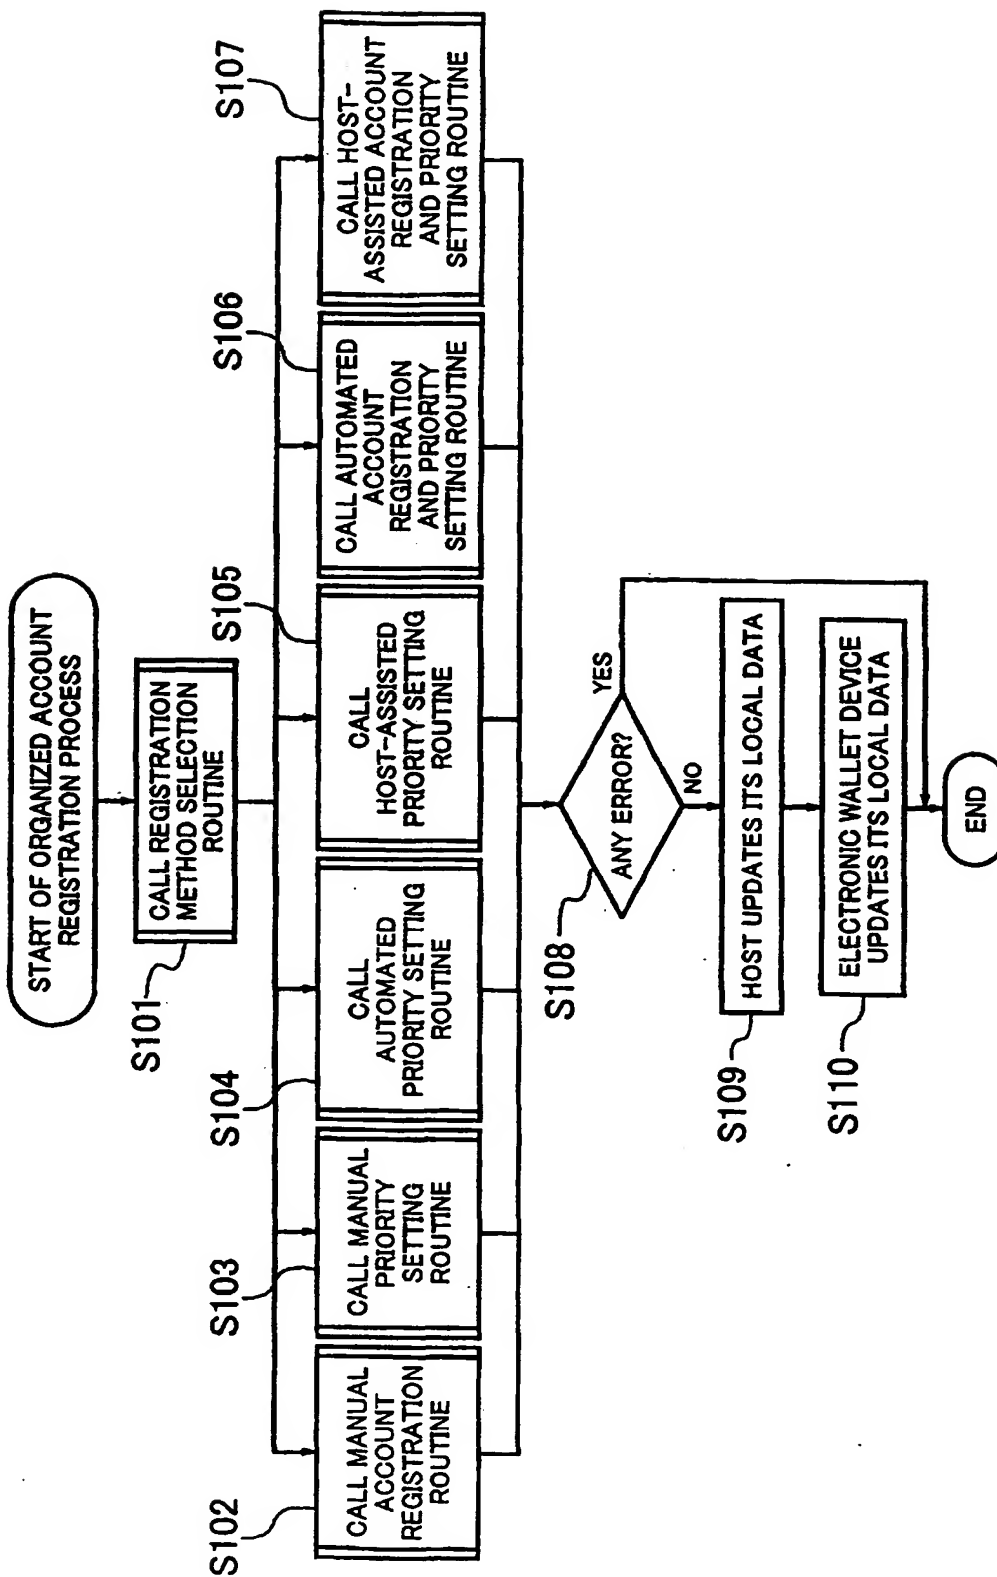 START OF ORGANIZED ACCOUNT
REGISTRATION PROCESS
S101
CALL REGISTRATION
METHOD SELECTION
ROUTINE
S102
CALL MANUAL
ACCOUNT
REGISTRATION
ROUTINE
S103
CALL MANUAL
PRIORITY
SETTING
ROUTINE
S104
CALL
AUTOMATED
PRIORITY SETTING
ROUTINE
S105
CALL
HOST-ASSISTED
PRIORITY SETTING
ROUTINE
S106
CALL AUTOMATED
ACCOUNT
REGISTRATION
AND PRIORITY
SETTING ROUTINE
S107
CALL HOST-
ASSISTED ACCOUNT
REGISTRATION
AND PRIORITY
SETTING ROUTINE
S108
ANY ERROR?
YES
NO
S109
HOST UPDATES ITS LOCAL DATA
S110
ELECTRONIC WALLET DEVICE
UPDATES ITS LOCAL DATA
END